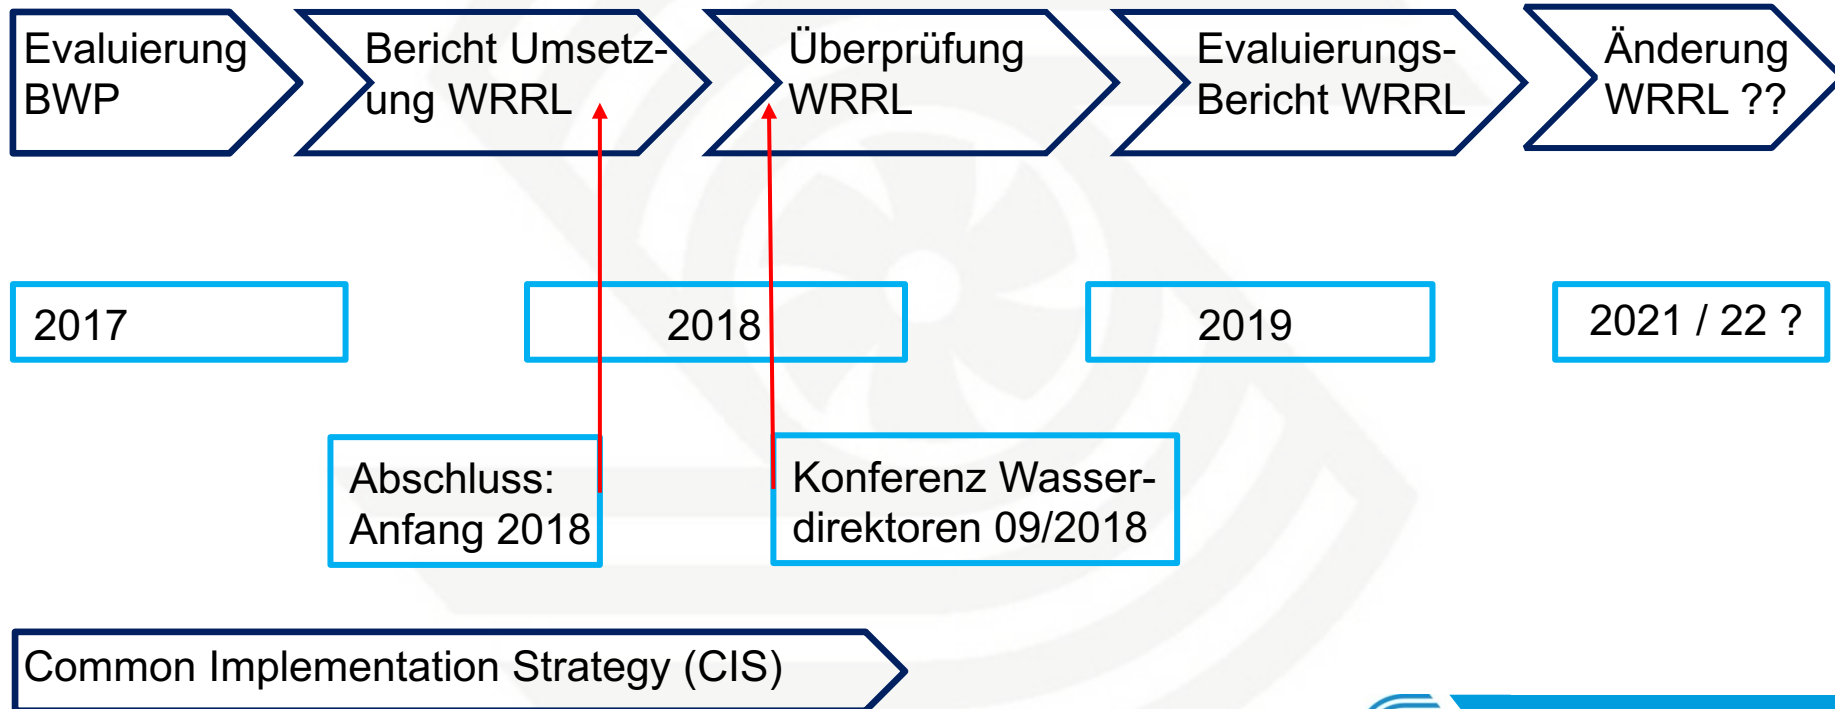 Evaluierung
BWP
Bericht Umsetz-
ung WRRL
Überprüfung
WRRL
Evaluierungs-
Bericht WRRL
Änderung
WRRL ??
2017
2018
2019
2021 / 22 ?
Abschluss:
Anfang 2018
Konferenz Wasser-
direktoren 09/2018
Common Implementation Strategy (CIS)